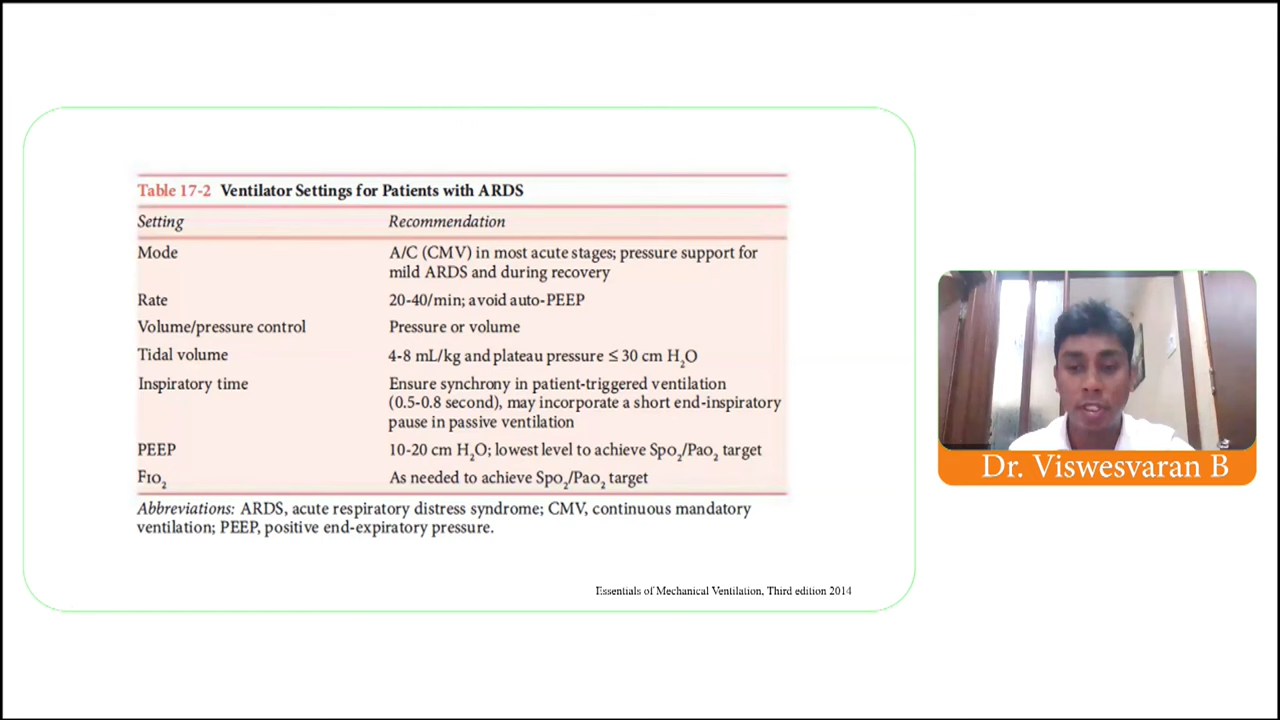 Table 17-2 Ventilator Settings for Patients with ARDS
Setting Recommendation
Mode A/C (CMV) in most acute stages; pressure support for
mild ARDS and during recovery
Rate 20-40/min; avoid auto-PEEP
Volume/pressure control Pressure or volume
Tidal volume 4-8 mL/kg and plateau pressure ≤ 30 cm H₂O
Inspiratory time Ensure synchrony in patient-triggered ventilation
(0.5-0.8 second), may incorporate a short end-inspiratory
pause in passive ventilation
PEEP 10-20 cm H₂O; lowest level to achieve Spo₂/Pao₂ target
Fio₂ As needed to achieve Spo₂/Pao₂ target
Abbreviations: ARDS, acute respiratory distress syndrome; CMV, continuous mandatory
ventilation; PEEP, positive end-expiratory pressure.
Essentials of Mechanical Ventilation, Third edition 2014
Dr. Viswesvaran B